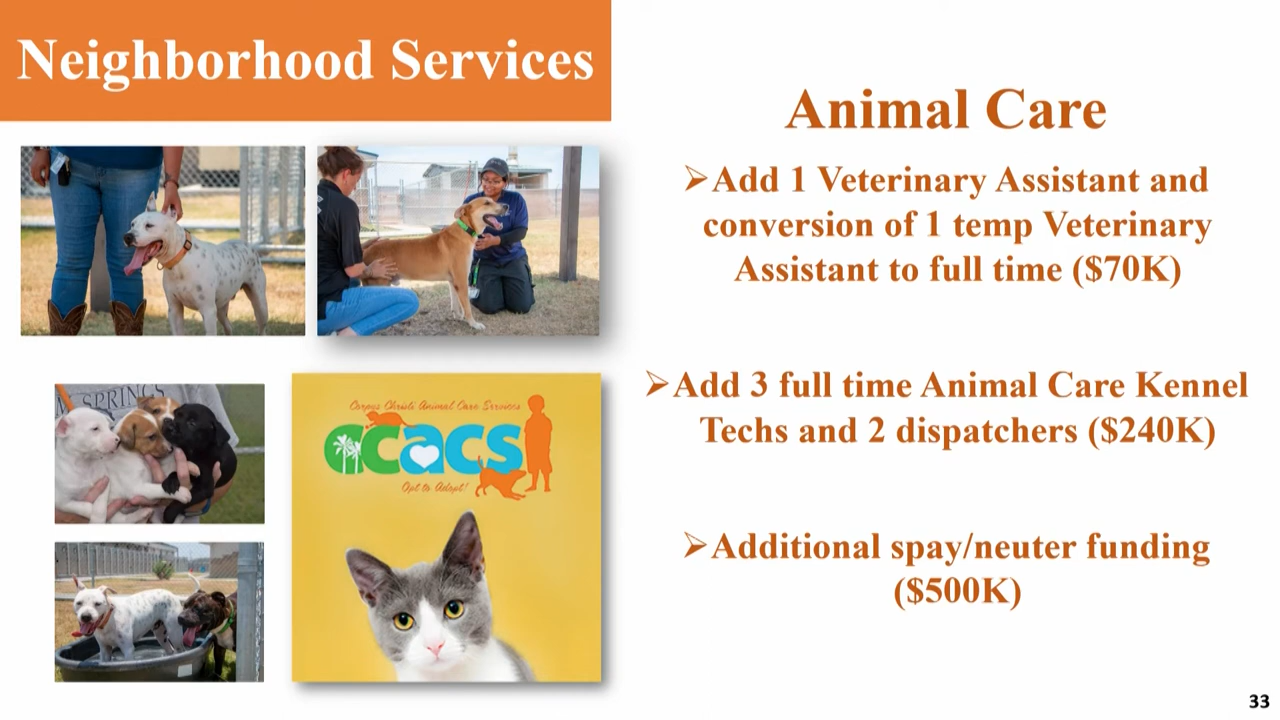 Neighborhood Services
Animal Care
➢Add 1 Veterinary Assistant and
conversion of 1 temp Veterinary
Assistant to full time ($70K)
➢Add 3 full time Animal Care Kennel
Techs and 2 dispatchers ($240K)
➢Additional spay/neuter funding
($500K)
SPRINGS
Corpus Christi Animal Care Services
ccacs
Opt to Adopt!
33